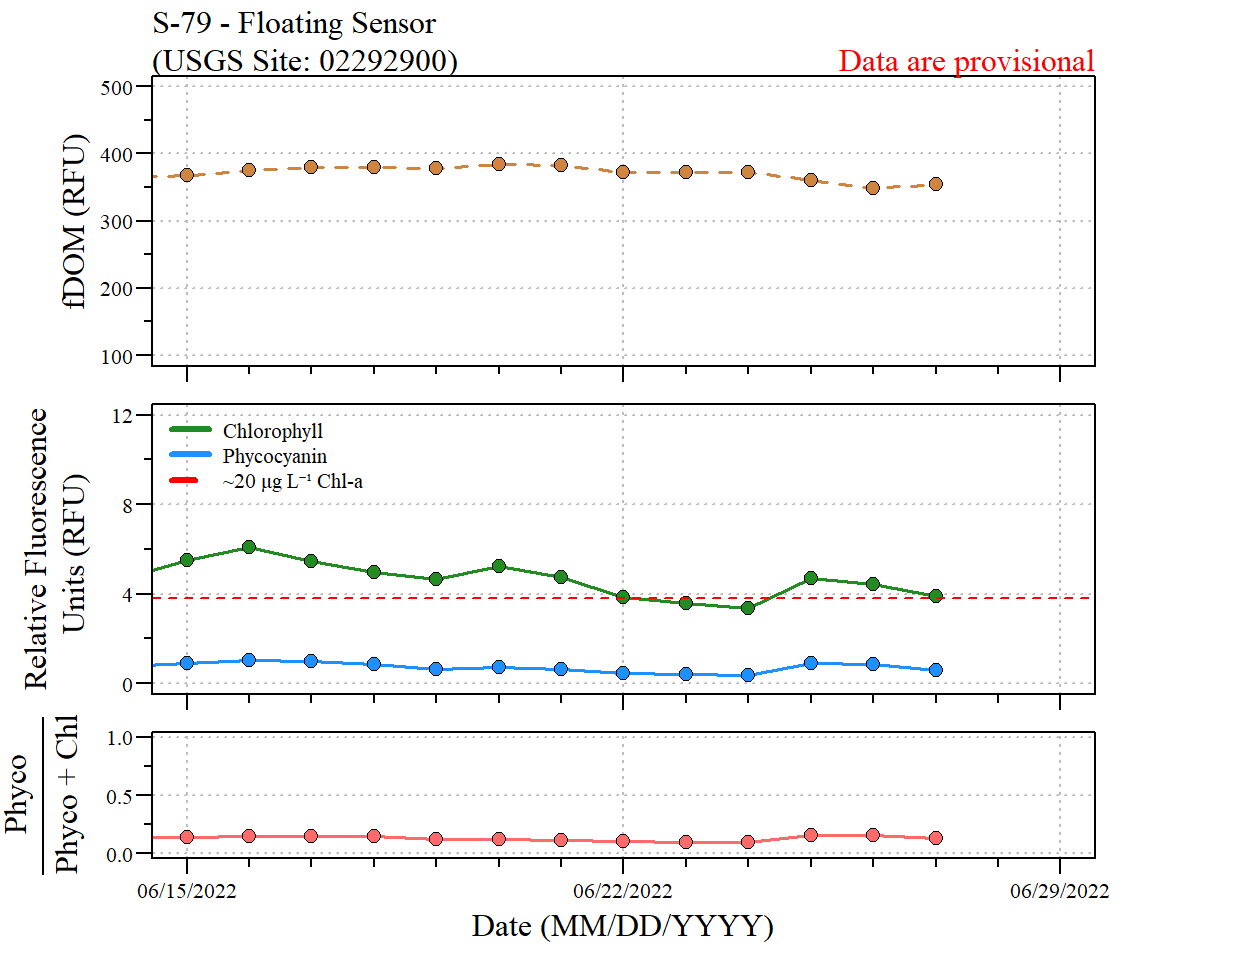 S-79 - Floating Sensor
(USGS Site: 02292900)
Data are provisional
fDOM (RFU)
500
400
300
200
100
Relative Fluorescence
Units (RFU)
12
8
4
0
Chlorophyll
Phycocyanin
~20 μg L⁻¹ Chl-a
Phyco
Phyco + Chl
1.0
0.5
0.0
06/15/2022
06/22/2022
06/29/2022
Date (MM/DD/YYYY)